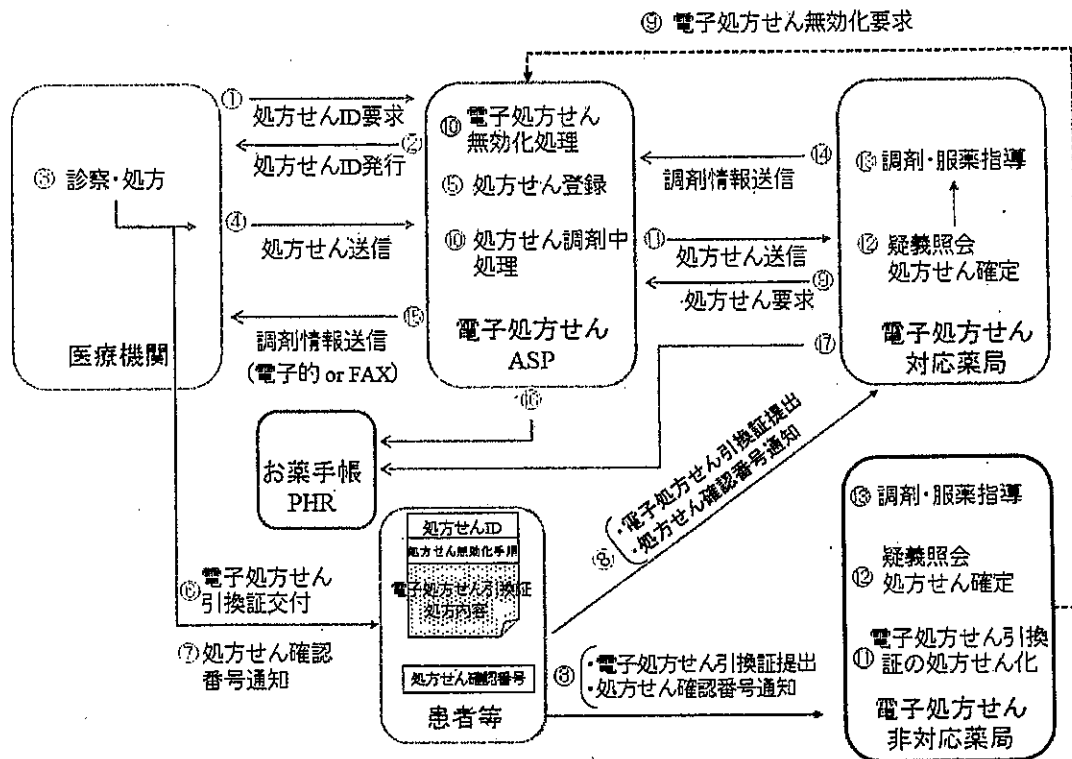 ⑨ 電子処方せん無効化要求
①
処方せんID要求
②
処方せんID発行
③ 診察・処方
④
処方せん送信
⑮
調剤情報送信
(電子的 or FAX)
医療機関
⑩ 電子処方せん
無効化処理
⑤ 処方せん登録
⑩ 処方せん調剤中
処理
電子処方せん
ASP
⑭
調剤情報送信
⑪
処方せん送信
⑨
処方せん要求
⑰
⑬ 調剤・服薬指導
⑫ 疑義照会
処方せん確定
電子処方せん
対応薬局
⑯
お薬手帳
PHR
⑧
・電子処方せん引換証提出
・処方せん確認番号通知
⑥ 電子処方せん
引換証交付
⑦ 処方せん確認
番号通知
処方せんID
処方せん無効化手順
電子処方せん引換証
処方内容
処方せん確認番号
患者等
⑧
・電子処方せん引換証提出
・処方せん確認番号通知
⑬ 調剤・服薬指導
⑫ 疑義照会
処方せん確定
⑪ 電子処方せん引換
証の処方せん化
電子処方せん
非対応薬局